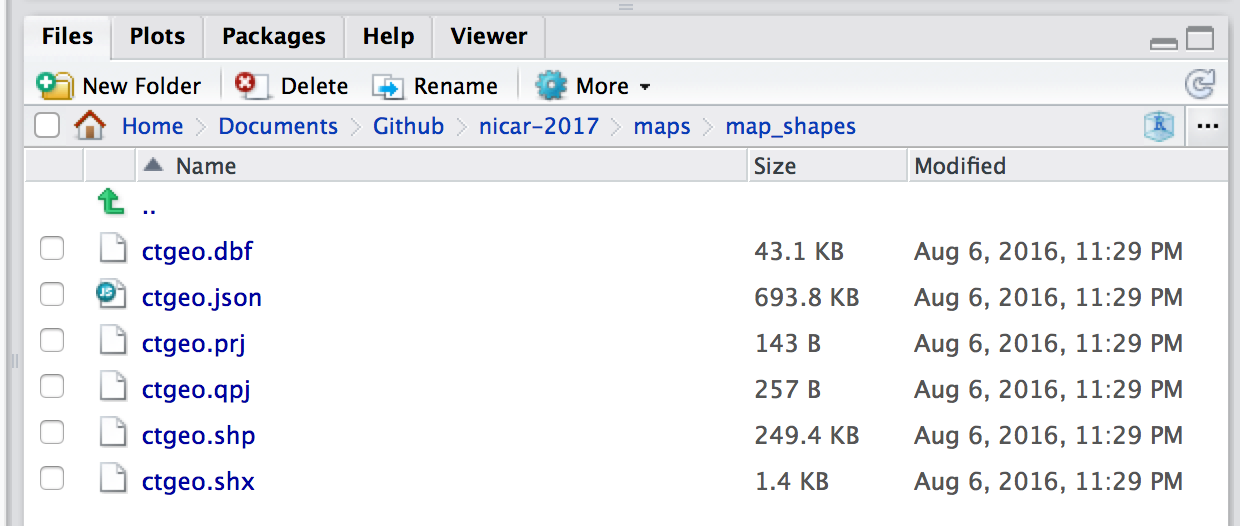 Files Plots Packages Help Viewer
New Folder Delete Rename More
Home Documents Github nicar-2017 maps map_shapes R ...
Name Size Modified
..
ctgeo.dbf 43.1 KB Aug 6, 2016, 11:29 PM
JS ctgeo.json 693.8 KB Aug 6, 2016, 11:29 PM
ctgeo.prj 143 B Aug 6, 2016, 11:29 PM
ctgeo.qpj 257 B Aug 6, 2016, 11:29 PM
ctgeo.shp 249.4 KB Aug 6, 2016, 11:29 PM
ctgeo.shx 1.4 KB Aug 6, 2016, 11:29 PM